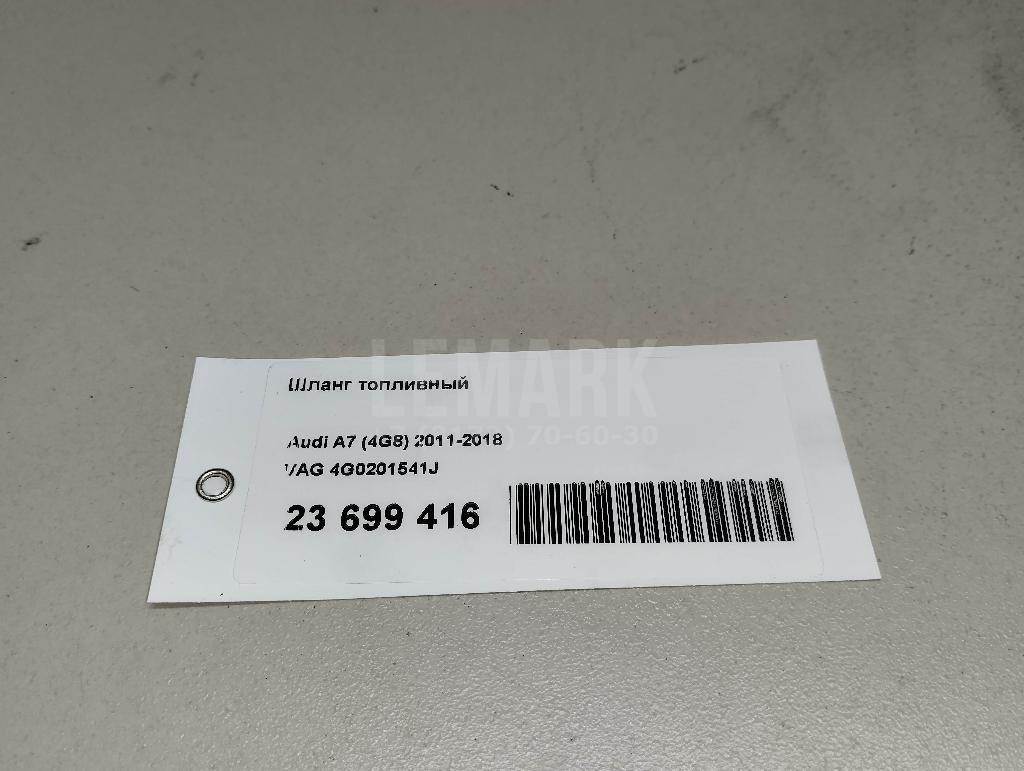 LEMARK
70-60-30
Шланг топливный
Audi A7 (4G8) 2011-2018
VAG 4G0201541J
23 699 416